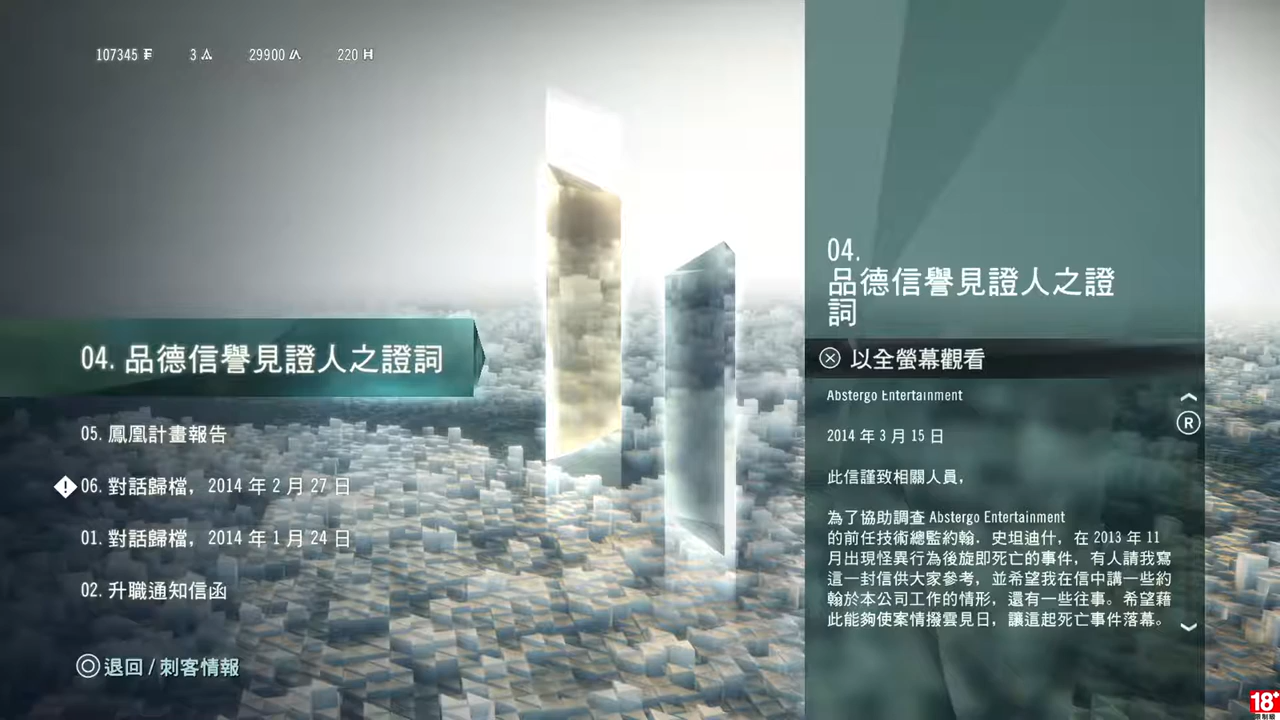 107345
3
29900
220
04. 品德信譽見證人之證詞
05. 鳳凰計畫報告
06. 對話歸檔，2014 年 2 月 27 日
01. 對話歸檔，2014 年 1 月 24 日
02. 升職通知信函
退回 / 刺客情報
04.
品德信譽見證人之證
詞
以全螢幕觀看
Abstergo Entertainment
2014 年 3 月 15 日
此信謹致相關人員，
為了協助調查 Abstergo Entertainment
的前任技術總監約翰．史坦迪什，在 2013 年 11
月出現怪異行為後旋即死亡的事件，有人請我寫
這一封信供大家參考，並希望我在信中講一些約
翰於本公司工作的情形，還有一些往事。希望藉
此能夠使案情撥雲見日，讓這起死亡事件落幕。
R
18+